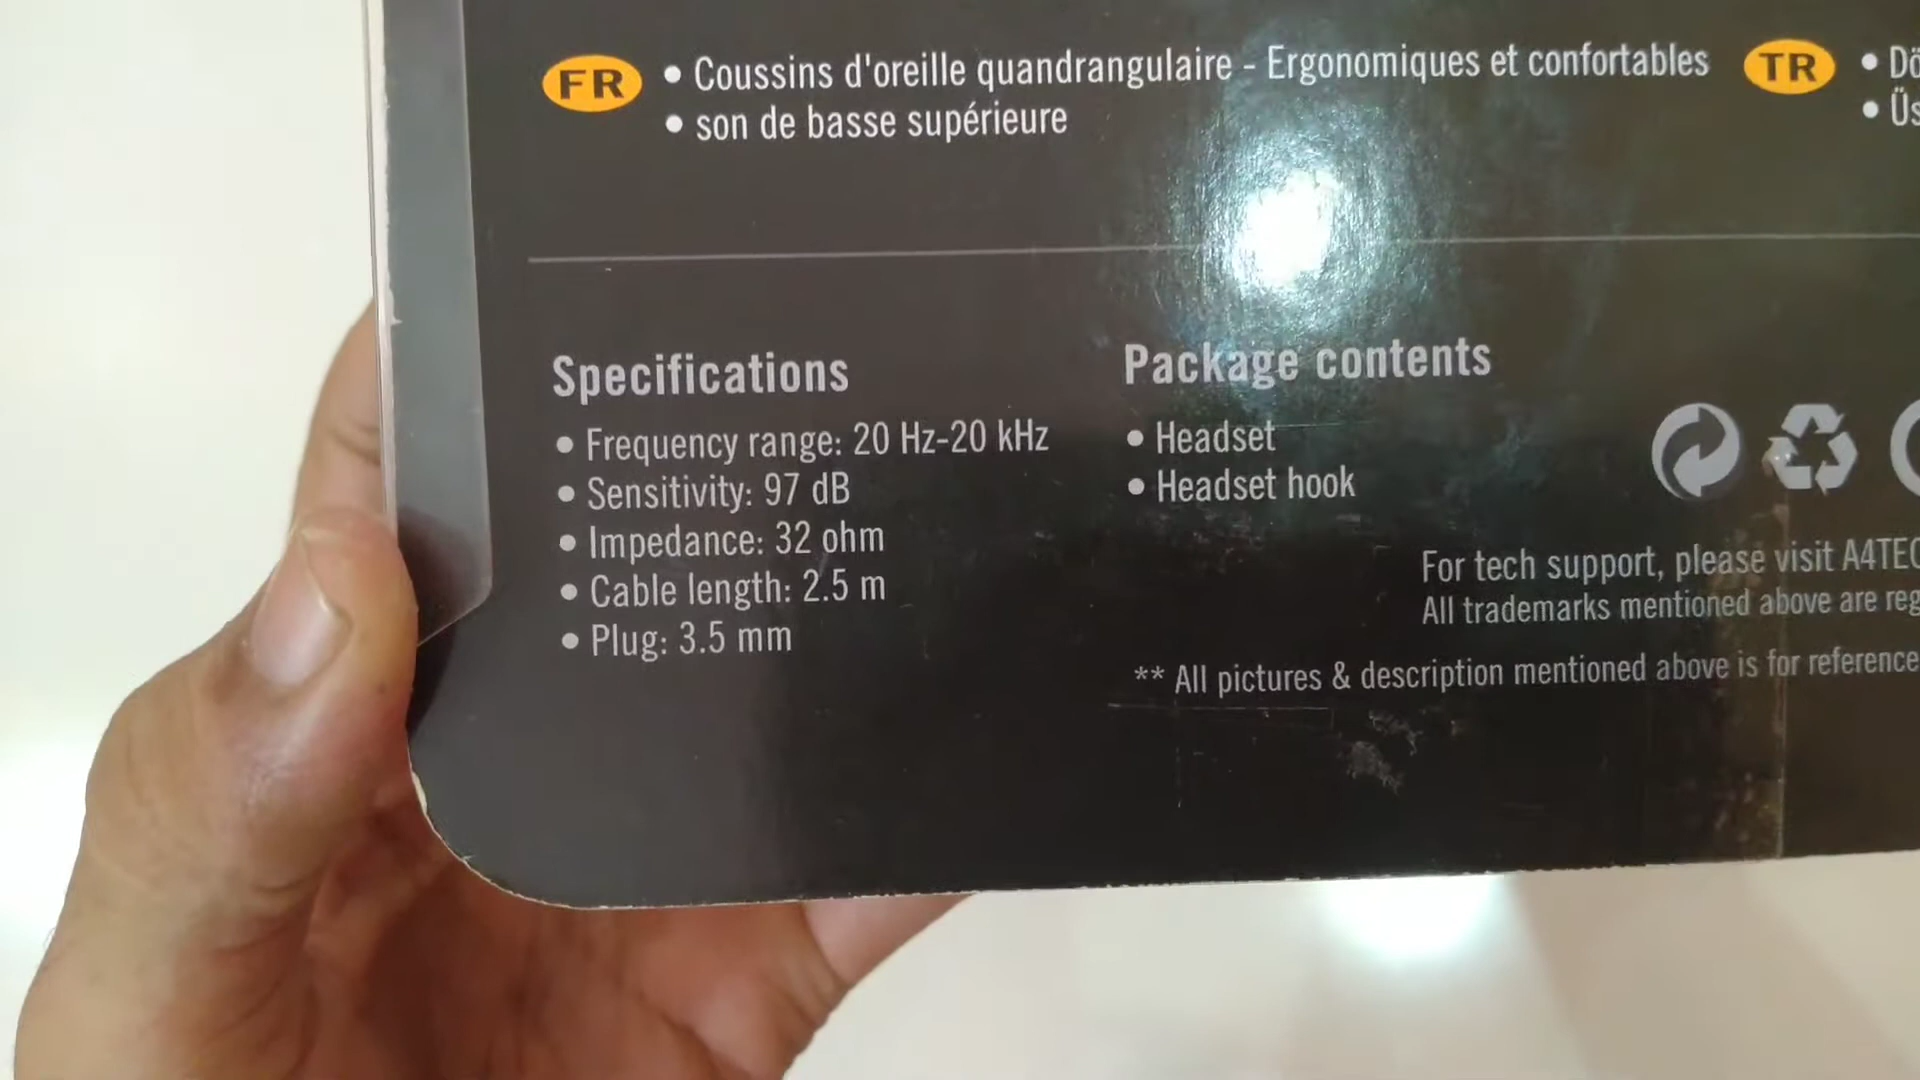 FR
• Coussins d'oreille quandrangulaire - Ergonomiques et confortables
• son de basse supérieure
TR
Specifications
• Frequency range: 20 Hz-20 kHz
• Sensitivity: 97 dB
• Impedance: 32 ohm
• Cable length: 2.5 m
• Plug: 3.5 mm
Package contents
• Headset
• Headset hook
For tech support, please visit
All trademarks mentioned above are
** All pictures & description mentioned above is for reference